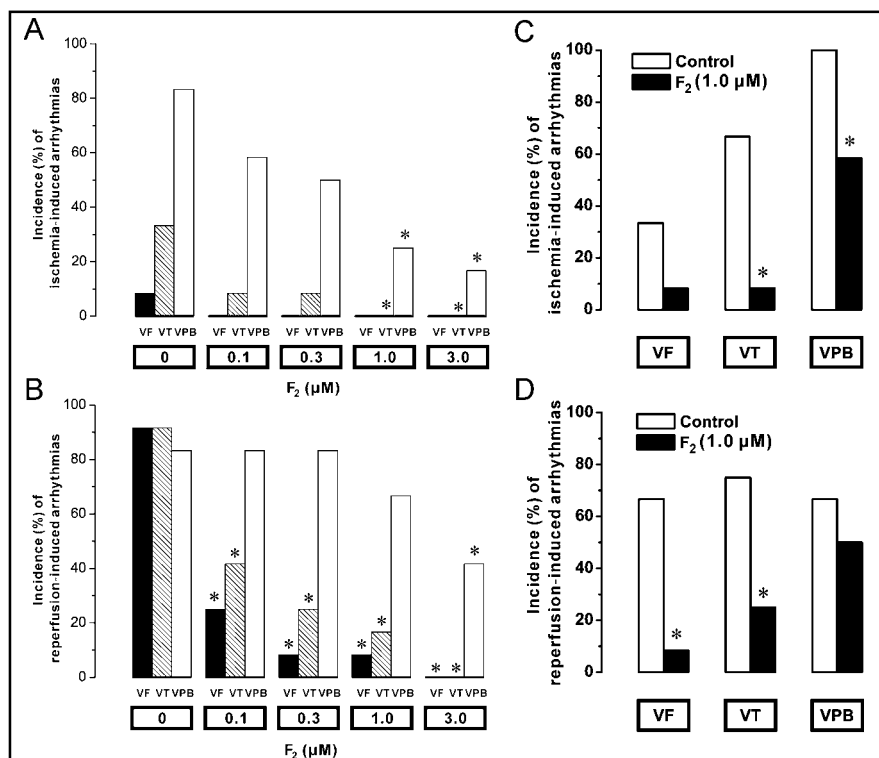 A
Incidence (%) of
ischemia-induced arrhythmias
100
80
60
40
20
0
* * * *
VF VT VPB VF VT VPB VF VT VPB VF VT VPB VF VT VPB
0 0.1 0.3 1.0 3.0
F₂ (µM)
B
Incidence (%) of
reperfusion-induced arrhythmias
100
80
60
40
20
0
* * * * * * * * *
VF VT VPB VF VT VPB VF VT VPB VF VT VPB VF VT VPB
0 0.1 0.3 1.0 3.0
F₂ (µM)
C
Incidence (%) of
ischemia-induced arrhythmias
100
80
60
40
20
0
Control
F₂ (1.0 µM)
* *
VF VT VPB
D
Incidence (%) of
reperfusion-induced arrhythmias
100
80
60
40
20
0
Control
F₂ (1.0 µM)
* *
VF VT VPB